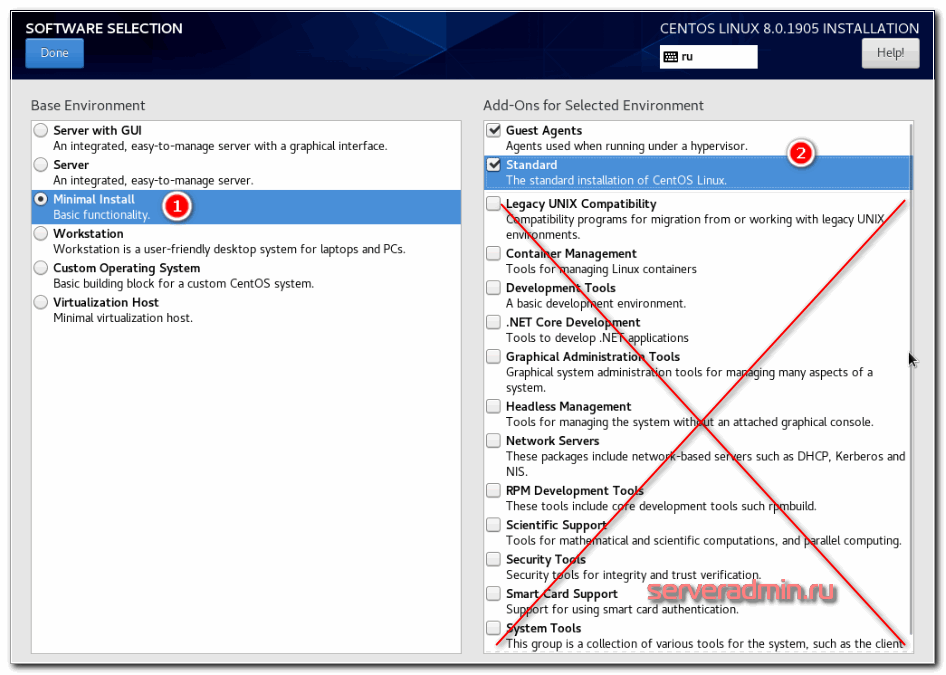 SOFTWARE SELECTION
CENTOS LINUX 8.0.1905 INSTALLATION
Done
ru
Help!
Base Environment
Server with GUI
An integrated, easy-to-manage server with a graphical interface.
Server
An integrated, easy-to-manage server.
Minimal Install
Basic functionality.
1
Workstation
Workstation is a user-friendly desktop system for laptops and PCs.
Custom Operating System
Basic building block for a custom CentOS system.
Virtualization Host
Minimal virtualization host.
Add-Ons for Selected Environment
Guest Agents
Agents used when running under a hypervisor.
2
Standard
The standard installation of CentOS Linux.
Legacy UNIX Compatibility
Compatibility programs for migration from or working with legacy UNIX
environments.
Container Management
Tools for managing Linux containers
Development Tools
A basic development environment.
.NET Core Development
Tools to develop .NET applications
Graphical Administration Tools
Graphical system administration tools for managing many aspects of a
system.
Headless Management
Tools for managing the system without an attached graphical console.
Network Servers
These packages include network-based servers such as DHCP, Kerberos and
NIS.
RPM Development Tools
These tools include core development tools such rpmbuild.
Scientific Support
Tools for mathematical and scientific computations, and parallel computing.
Security Tools
Security tools for integrity and trust verification.
Smart Card Support
Support for using smart card authentication.
System Tools
This group is a collection of various tools for the system, such as the client
serveradmin.ru